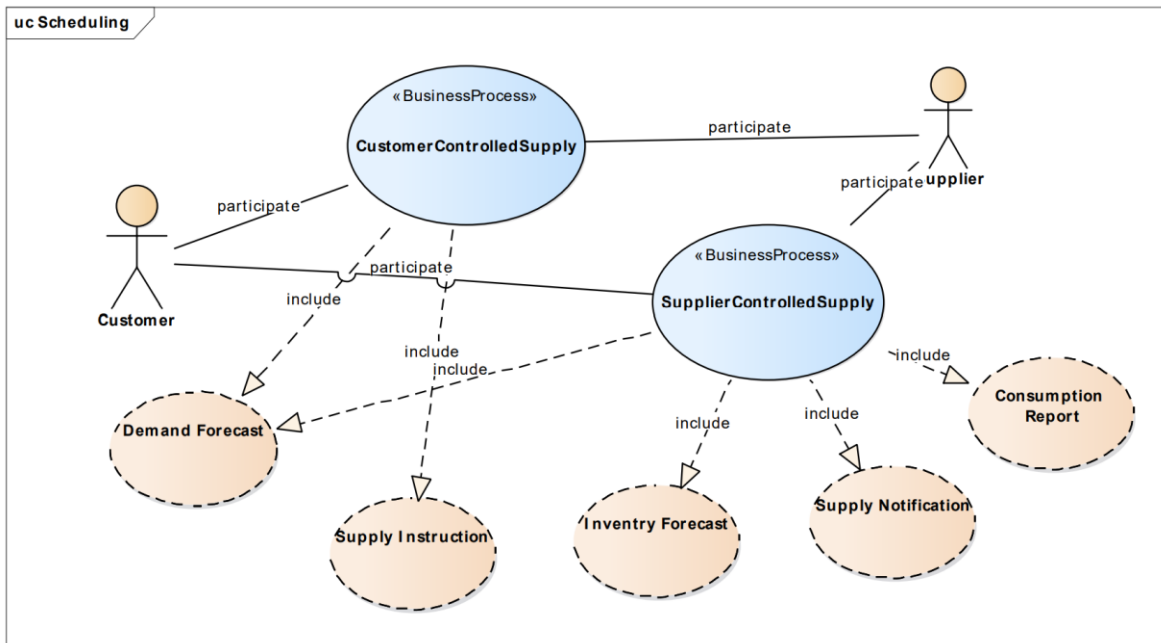 uc Scheduling
«BusinessProcess»
CustomerControlledSupply
participate
upplier
participate
participate
Customer
participate
«BusinessProcess»
SupplierControlledSupply
include
include
include
include
include
include
Demand Forecast
Supply Instruction
Inventry Forecast
Supply Notification
Consumption
Report